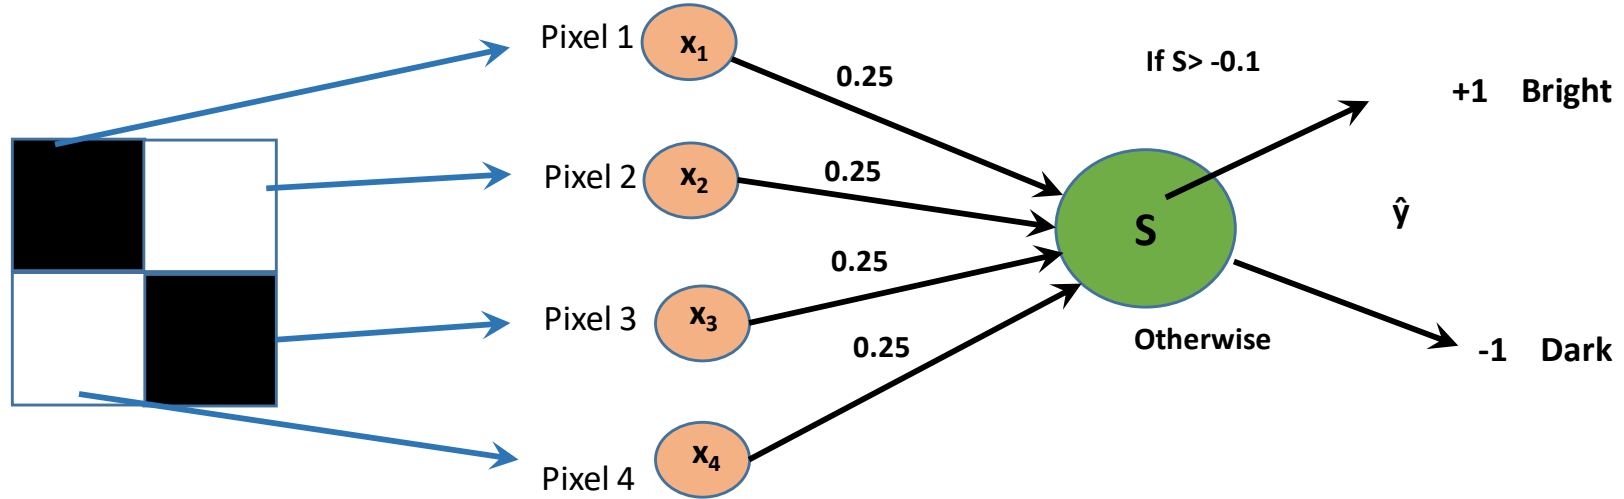 Pixel 1
x₁
0.25
If S> -0.1
+1 Bright
Pixel 2
x₂
0.25
S
ŷ
Pixel 3
x₃
0.25
Otherwise
-1 Dark
Pixel 4
x₄
0.25